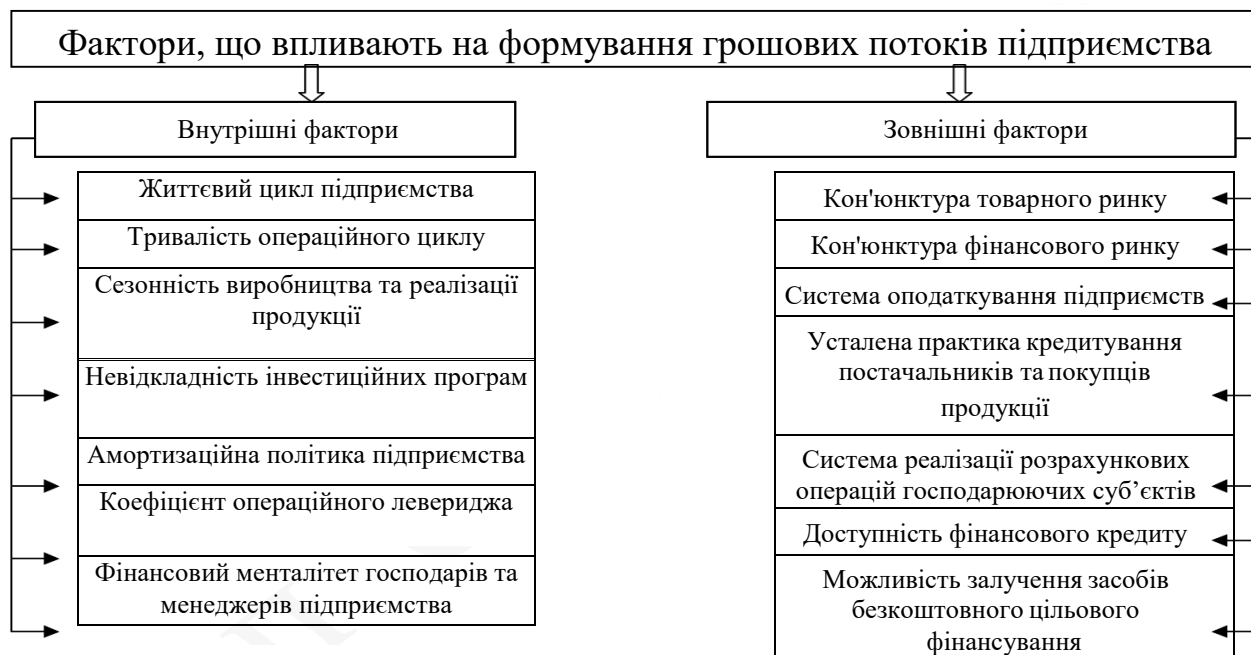 Фактори, що впливають на формування грошових потоків підприємства
Внутрішні фактори
Життєвий цикл підприємства
Тривалість операційного циклу
Сезонність виробництва та реалізації
продукції
Невідкладність інвестиційних програм
Амортизаційна політика підприємства
Коефіцієнт операційного левериджа
Фінансовий менталітет господарів та
менеджерів підприємства
Зовнішні фактори
Кон'юнктура товарного ринку
Кон'юнктура фінансового ринку
Система оподаткування підприємств
Усталена практика кредитування
постачальників та покупців
продукції
Система реалізації розрахункових
операцій господарюючих суб’єктів
Доступність фінансового кредиту
Можливість залучення засобів
безкоштовного цільового
фінансування